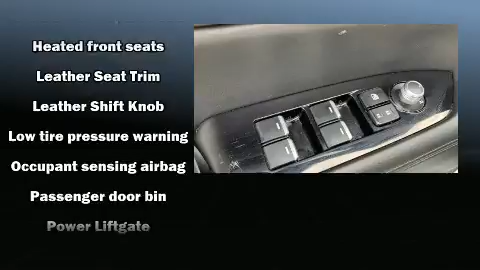 Heated front seats
Leather Seat Trim
Leather Shift Knob
Low tire pressure warning
Occupant sensing airbag
Passenger door bin
Power Liftgate